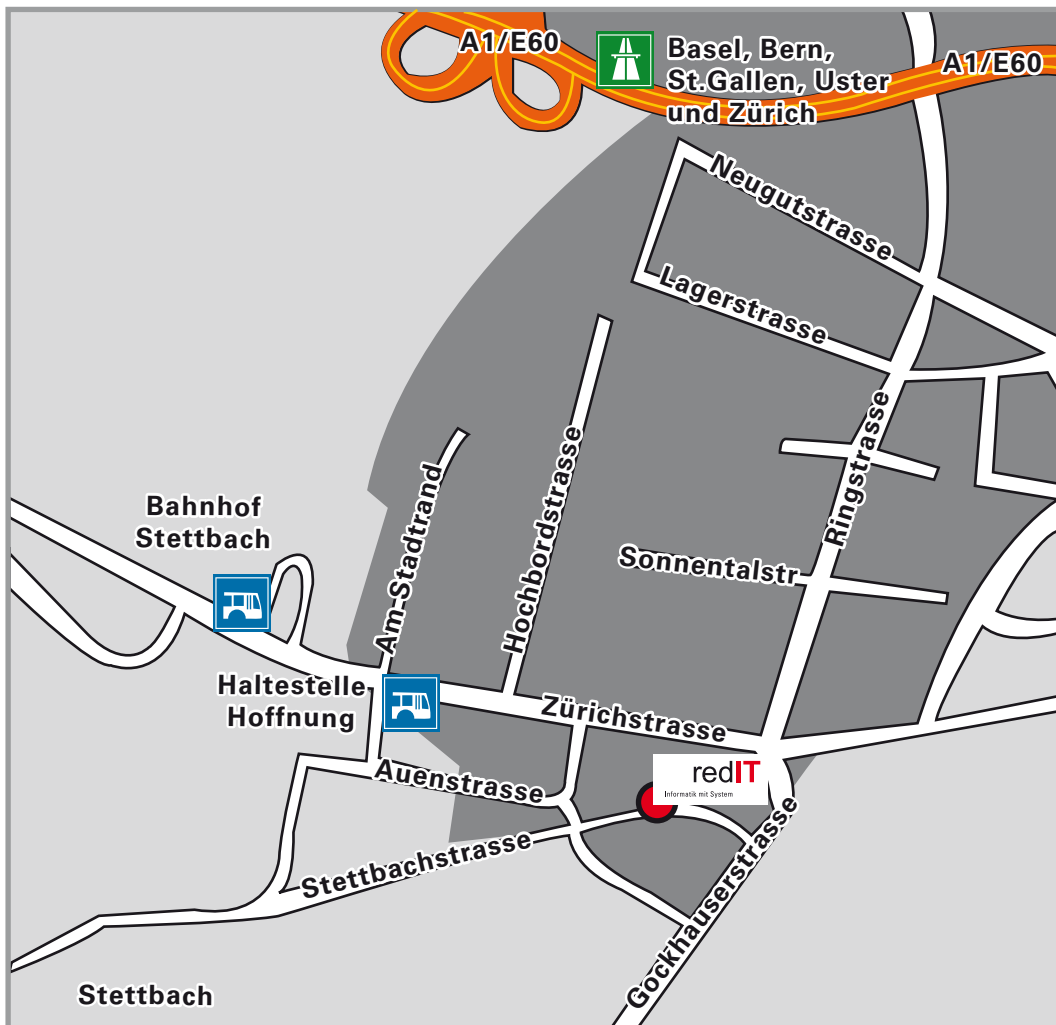 A1/E60
Basel, Bern,
St.Gallen, Uster
und Zürich
A1/E60
Neugutstrasse
Lagerstrasse
Ringstrasse
Hochbordstrasse
Am-Stadtrand
Bahnhof
Stettbach
Sonnentalstr
Haltestelle
Hoffnung
Zürichstrasse
redIT
Informatik mit System
Auenstrasse
Stettbachstrasse
Gockhauserstrasse
Stettbach